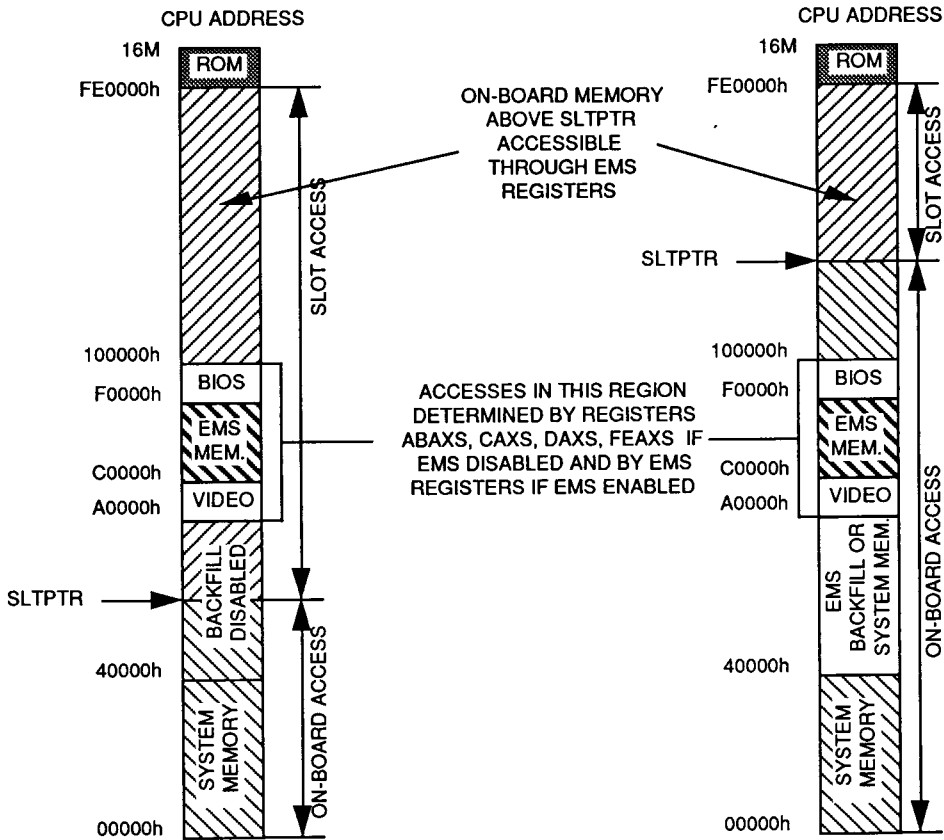 CPU ADDRESS
16M
ROM
FE0000h
SLOT ACCESS
100000h
BIOS
F0000h
EMS
MEM.
C0000h
VIDEO
A0000h
BACKFILL
DISABLED
SLTPTR
40000h
SYSTEM
MEMORY
ON-BOARD ACCESS
00000h
ON-BOARD MEMORY
ABOVE SLTPTR
ACCESSIBLE
THROUGH EMS
REGISTERS
ACCESSES IN THIS REGION
DETERMINED BY REGISTERS
ABAXS, CAXS, DAXS, FEAXS IF
EMS DISABLED AND BY EMS
REGISTERS IF EMS ENABLED
CPU ADDRESS
16M
ROM
FE0000h
SLOT ACCESS
SLTPTR
100000h
BIOS
F0000h
EMS
MEM.
C0000h
VIDEO
A0000h
EMS
BACKFILL OR
SYSTEM MEM.
ON-BOARD ACCESS
40000h
SYSTEM
MEMORY
00000h